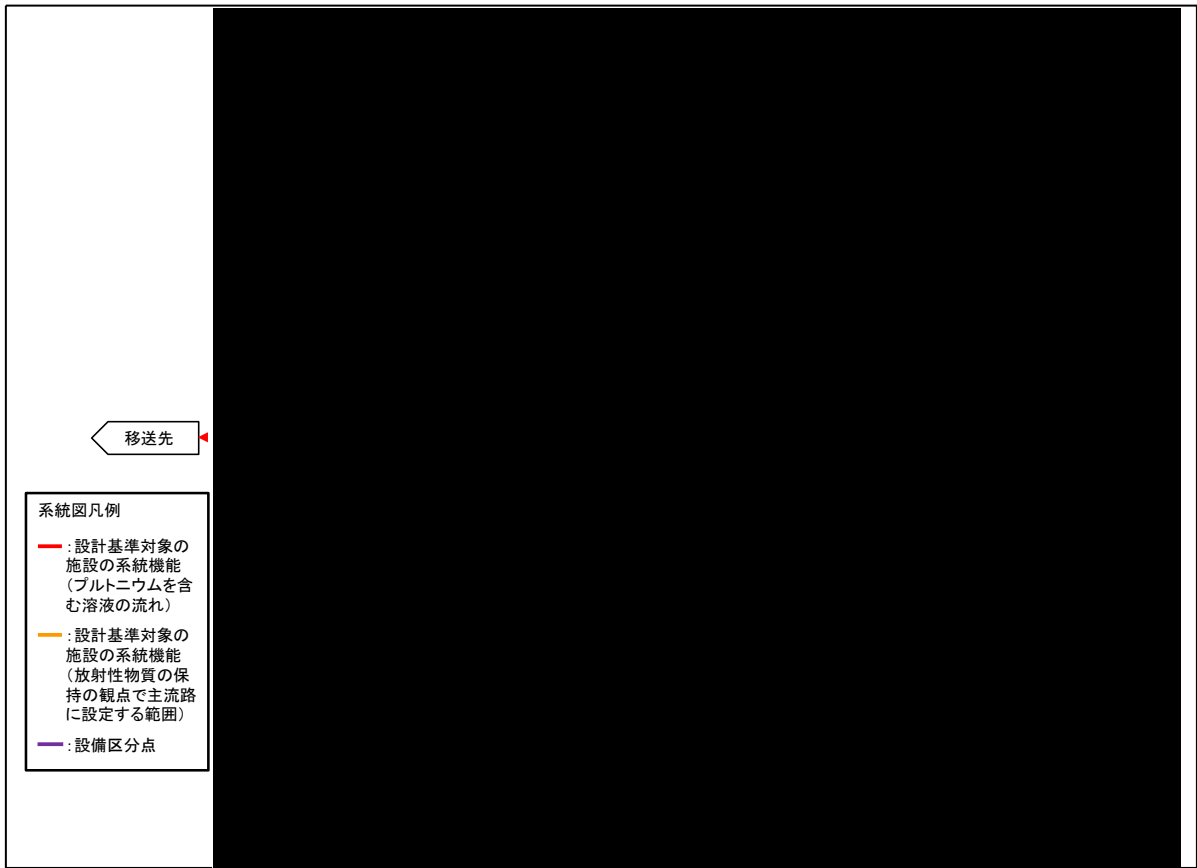 移送先
系統図凡例
:設計基準対象の
施設の系統機能
(プルトニウムを含
む溶液の流れ)
:設計基準対象の
施設の系統機能
(放射性物質の保
持の観点で主流路
に設定する範囲)
:設備区分点